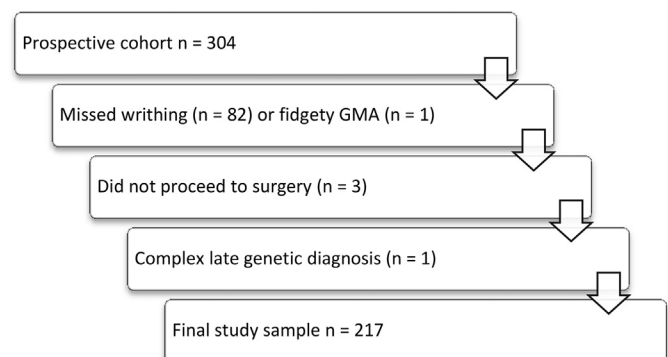 Prospective cohort n = 304
Missed writhing (n = 82) or fidgety GMA (n = 1)
Did not proceed to surgery (n = 3)
Complex late genetic diagnosis (n = 1)
Final study sample n = 217